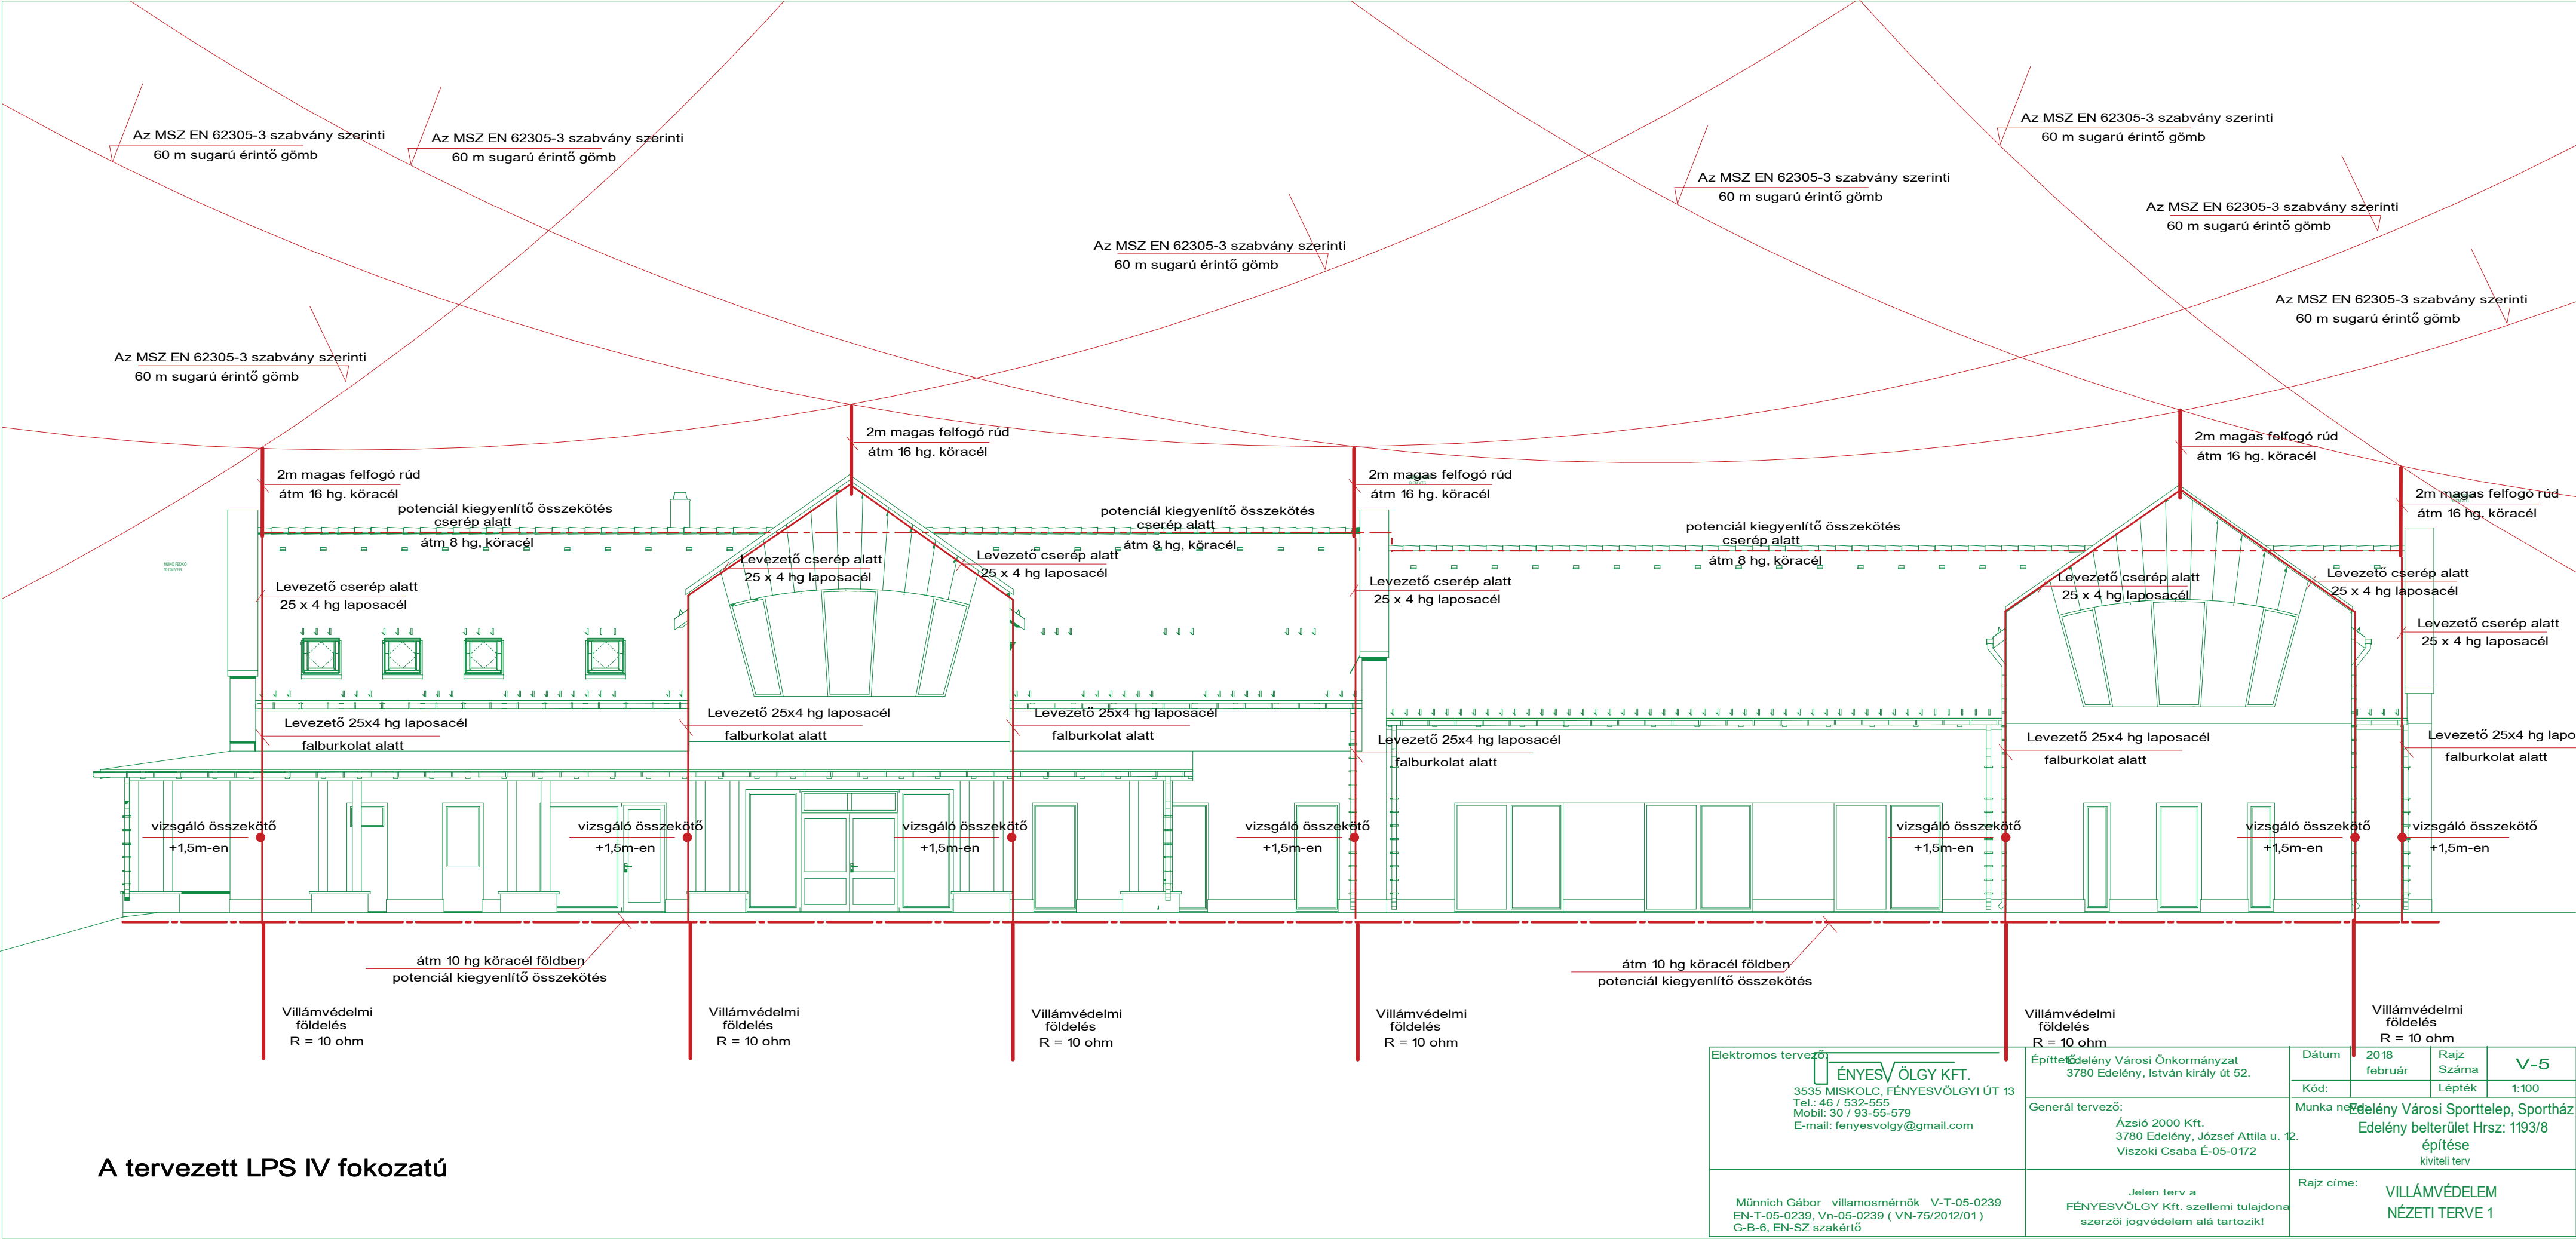 Az MSZ EN 62305-3 szabvány szerinti
60 m sugarú érintő gömb
Az MSZ EN 62305-3 szabvány szerinti
60 m sugarú érintő gömb
Az MSZ EN 62305-3 szabvány szerinti
60 m sugarú érintő gömb
Az MSZ EN 62305-3 szabvány szerinti
60 m sugarú érintő gömb
Az MSZ EN 62305-3 szabvány szerinti
60 m sugarú érintő gömb
Az MSZ EN 62305-3 szabvány szerinti
60 m sugarú érintő gömb
Az MSZ EN 62305-3 szabvány szerinti
60 m sugarú érintő gömb
Az MSZ EN 62305-3 szabvány szerinti
60 m sugarú érintő gömb
2m magas felfogó rúd
átm 16 hg. köracél
2m magas felfogó rúd
átm 16 hg. köracél
2m magas felfogó rúd
átm 16 hg. köracél
2m magas felfogó rúd
átm 16 hg. köracél
2m magas felfogó rúd
átm 16 hg. köracél
potenciál kiegyenlítő összekötés
cserép alatt
átm 8 hg, köracél
potenciál kiegyenlítő összekötés
cserép alatt
átm 8 hg, köracél
potenciál kiegyenlítő összekötés
cserép alatt
átm 8 hg, köracél
Levezető cserép alatt
25 x 4 hg laposacél
Levezető cserép alatt
25 x 4 hg laposacél
Levezető cserép alatt
25 x 4 hg laposacél
Levezető cserép alatt
25 x 4 hg laposacél
Levezető cserép alatt
25 x 4 hg laposacél
Levezető cserép alatt
25 x 4 hg laposacél
Levezető cserép alatt
25 x 4 hg laposacél
Levezető 25x4 hg laposacél
falburkolat alatt
Levezető 25x4 hg laposacél
falburkolat alatt
Levezető 25x4 hg laposacél
falburkolat alatt
Levezető 25x4 hg laposacél
falburkolat alatt
Levezető 25x4 hg laposacél
falburkolat alatt
Levezető 25x4 hg lapo
falburkolat alatt
vizsgáló összekötő
+1,5m-en
vizsgáló összekötő
+1,5m-en
vizsgáló összekötő
+1,5m-en
vizsgáló összekötő
+1,5m-en
vizsgáló összekötő
+1,5m-en
vizsgáló összekötő
+1,5m-en
vizsgáló összekötő
+1,5m-en
átm 10 hg köracél földben
potenciál kiegyenlítő összekötés
átm 10 hg köracél földben
potenciál kiegyenlítő összekötés
Villámvédelmi
földelés
R = 10 ohm
Villámvédelmi
földelés
R = 10 ohm
Villámvédelmi
földelés
R = 10 ohm
Villámvédelmi
földelés
R = 10 ohm
Villámvédelmi
földelés
R = 10 ohm
Villámvédelmi
földelés
R = 10 ohm
A tervezett LPS IV fokozatú
Elektromos tervező:
FÉNYESVÖLGY KFT.
3535 MISKOLC, FÉNYESVÖLGYI ÚT 13
Tel.: 46 / 532-555
Mobil: 30 / 93-55-579
E-mail: fenyesvolgy@gmail.com
Münnich Gábor villamosmérnök V-T-05-0239
EN-T-05-0239, Vn-05-0239 ( VN-75/2012/01 )
G-B-6, EN-SZ szakértő
Építtető: Edelény Városi Önkormányzat
3780 Edelény, István király út 52.
Generál tervező:
Ázsió 2000 Kft.
3780 Edelény, József Attila u. 12.
Viszoki Csaba É-05-0172
Jelen terv a
FÉNYESVÖLGY Kft. szellemi tulajdona
szerzöi jogvédelem alá tartozik!
Dátum 2018 február
Rajz Száma V-5
Kód:
Lépték 1:100
Munka neve: Edelény Városi Sporttelep, Sportház
Edelény belterület Hrsz: 1193/8
építése
kiviteli terv
Rajz címe:
VILLÁMVÉDELEM
NÉZETI TERVE 1